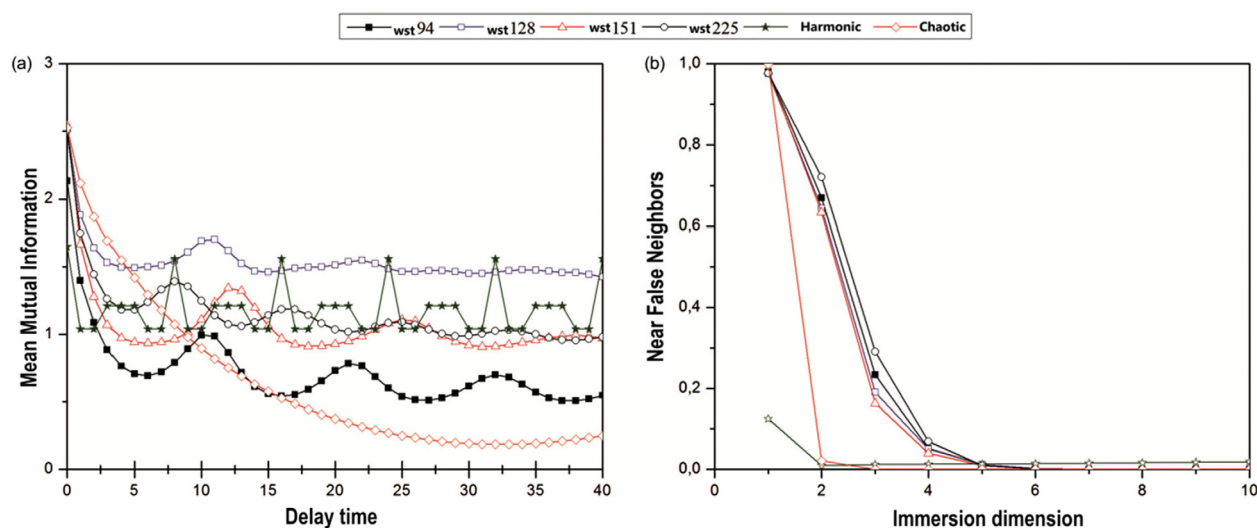 wst 94 wst 128 wst 151 wst 225 Harmonic Chaotic
(a)
3
2
1
0
Mean Mutual Information
0 5 10 15 20 25 30 35 40
Delay time
(b)
1,0
0,8
0,6
0,4
0,2
0,0
Near False Neighbors
0 2 4 6 8 10
Immersion dimension